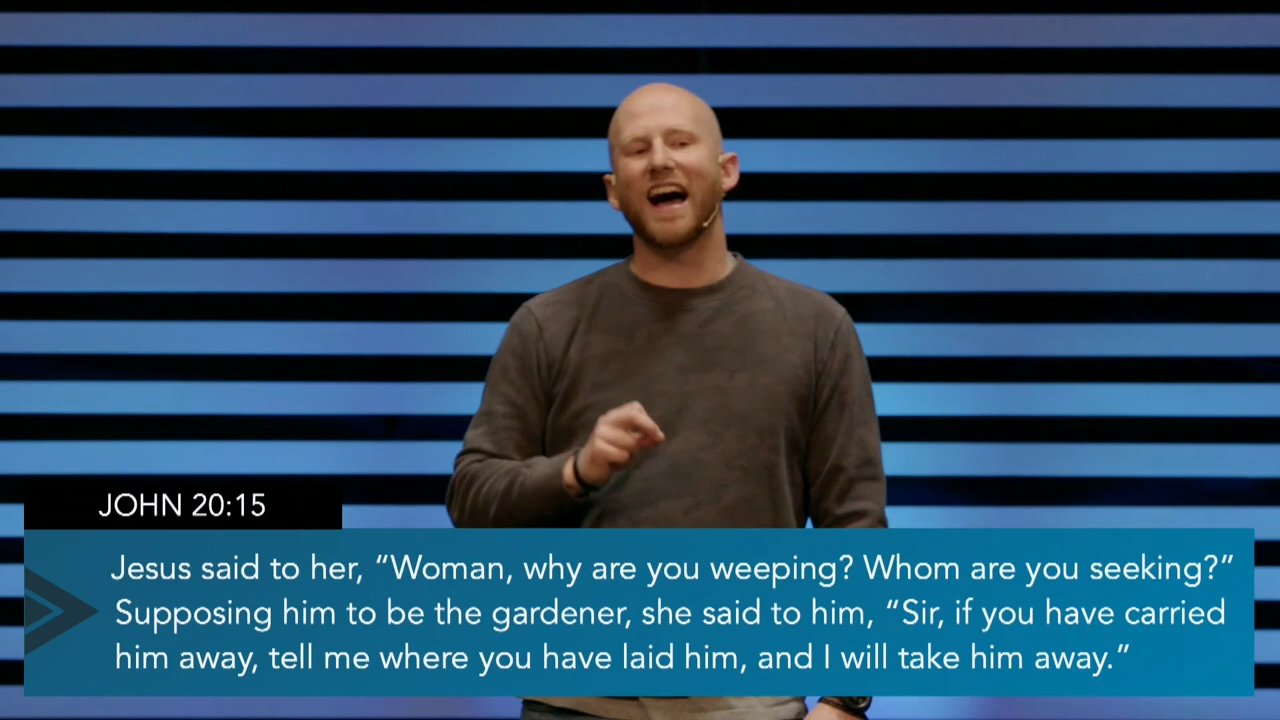 JOHN 20:15
Jesus said to her, “Woman, why are you weeping? Whom are you seeking?”
Supposing him to be the gardener, she said to him, “Sir, if you have carried
him away, tell me where you have laid him, and I will take him away.”